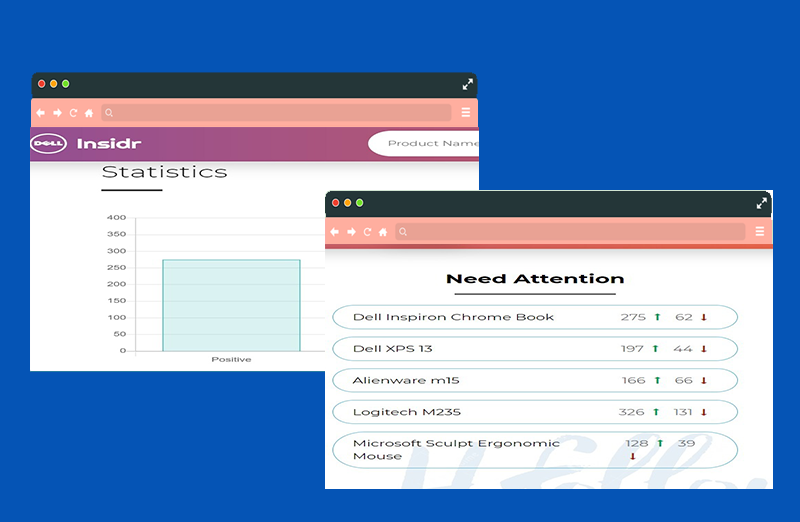 DELL Insidr
Product Name
Statistics
400
350
300
250
200
150
100
50
0
Positive
Need Attention
Dell Inspiron Chrome Book 275 ⬆ 62 ⬇
Dell XPS 13 197 ⬆ 44 ⬇
Alienware m15 166 ⬆ 66 ⬇
Logitech M235 326 ⬆ 131 ⬇
Microsoft Sculpt Ergonomic 128 ⬆ 39
Mouse ⬇